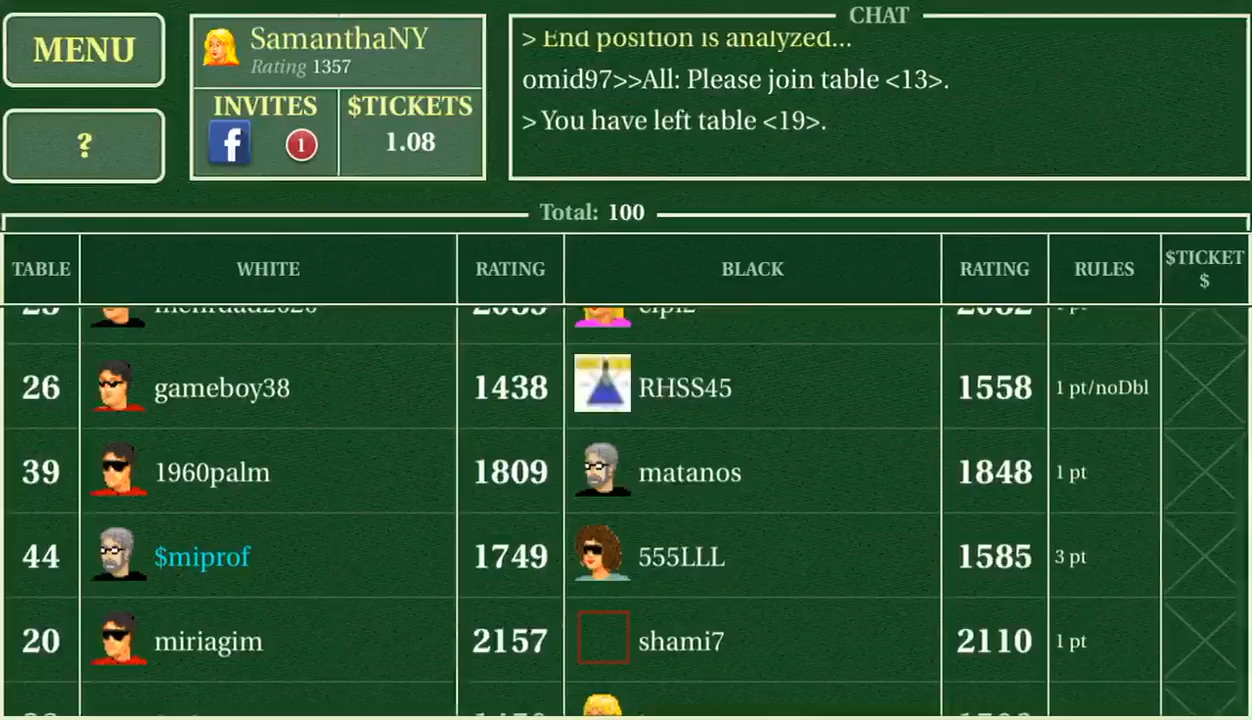 MENU
?
SamanthaNY
Rating 1357
INVITES
f
1
$TICKETS
1.08
CHAT
> End position is analyzed...
omid97>>All: Please join table <13>.
> You have left table <19>.
Total: 100
TABLE WHITE RATING BLACK RATING RULES $TICKET
$
26 gameboy38 1438 RHSS45 1558 1 pt/noDbl
39 1960palm 1809 matanos 1848 1 pt
44 $miprof 1749 555LLL 1585 3 pt
20 miriagim 2157 shami7 2110 1 pt